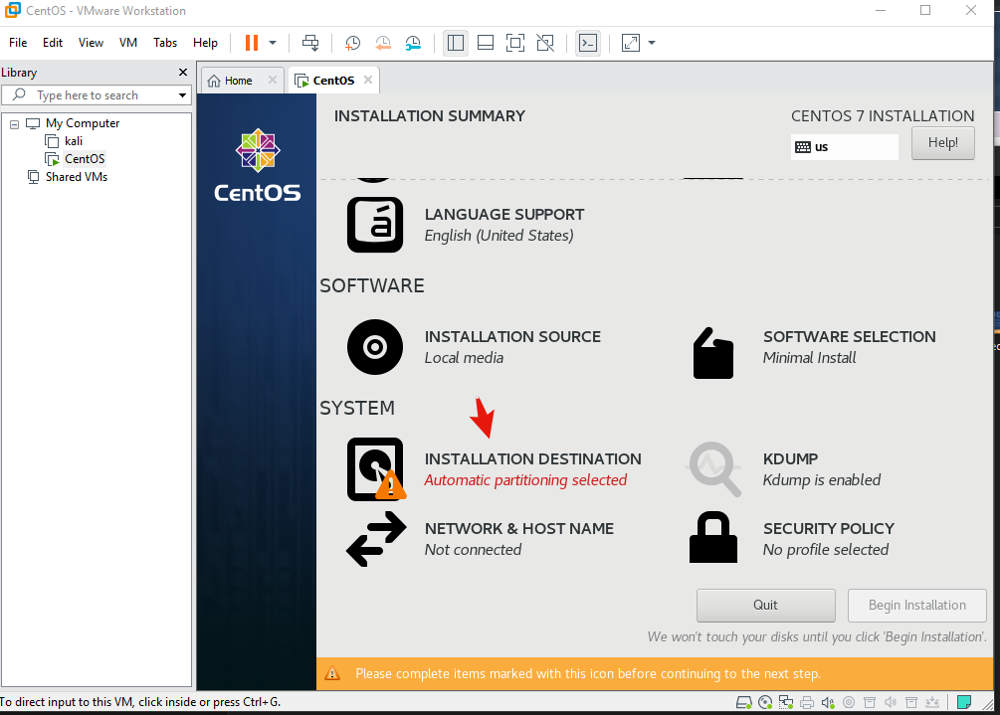 CentOS - VMware Workstation
File Edit View VM Tabs Help
Library
Type here to search
My Computer
kali
CentOS
Shared VMs
Home
CentOS
CentOS
INSTALLATION SUMMARY
CENTOS 7 INSTALLATION
us
Help!
LANGUAGE SUPPORT
English (United States)
SOFTWARE
INSTALLATION SOURCE
Local media
SOFTWARE SELECTION
Minimal Install
SYSTEM
INSTALLATION DESTINATION
Automatic partitioning selected
KDUMP
Kdump is enabled
NETWORK & HOST NAME
Not connected
SECURITY POLICY
No profile selected
Quit
Begin Installation
We won't touch your disks until you click 'Begin Installation'.
Please complete items marked with this icon before continuing to the next step.
To direct input to this VM, click inside or press Ctrl+G.